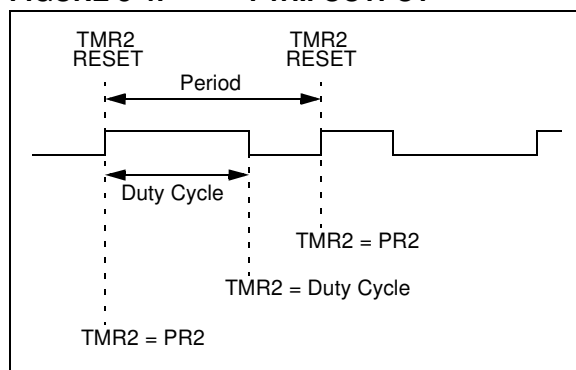 TMR2 TMR2
RESET RESET
Period
Duty Cycle
TMR2 = PR2
TMR2 = Duty Cycle
TMR2 = PR2